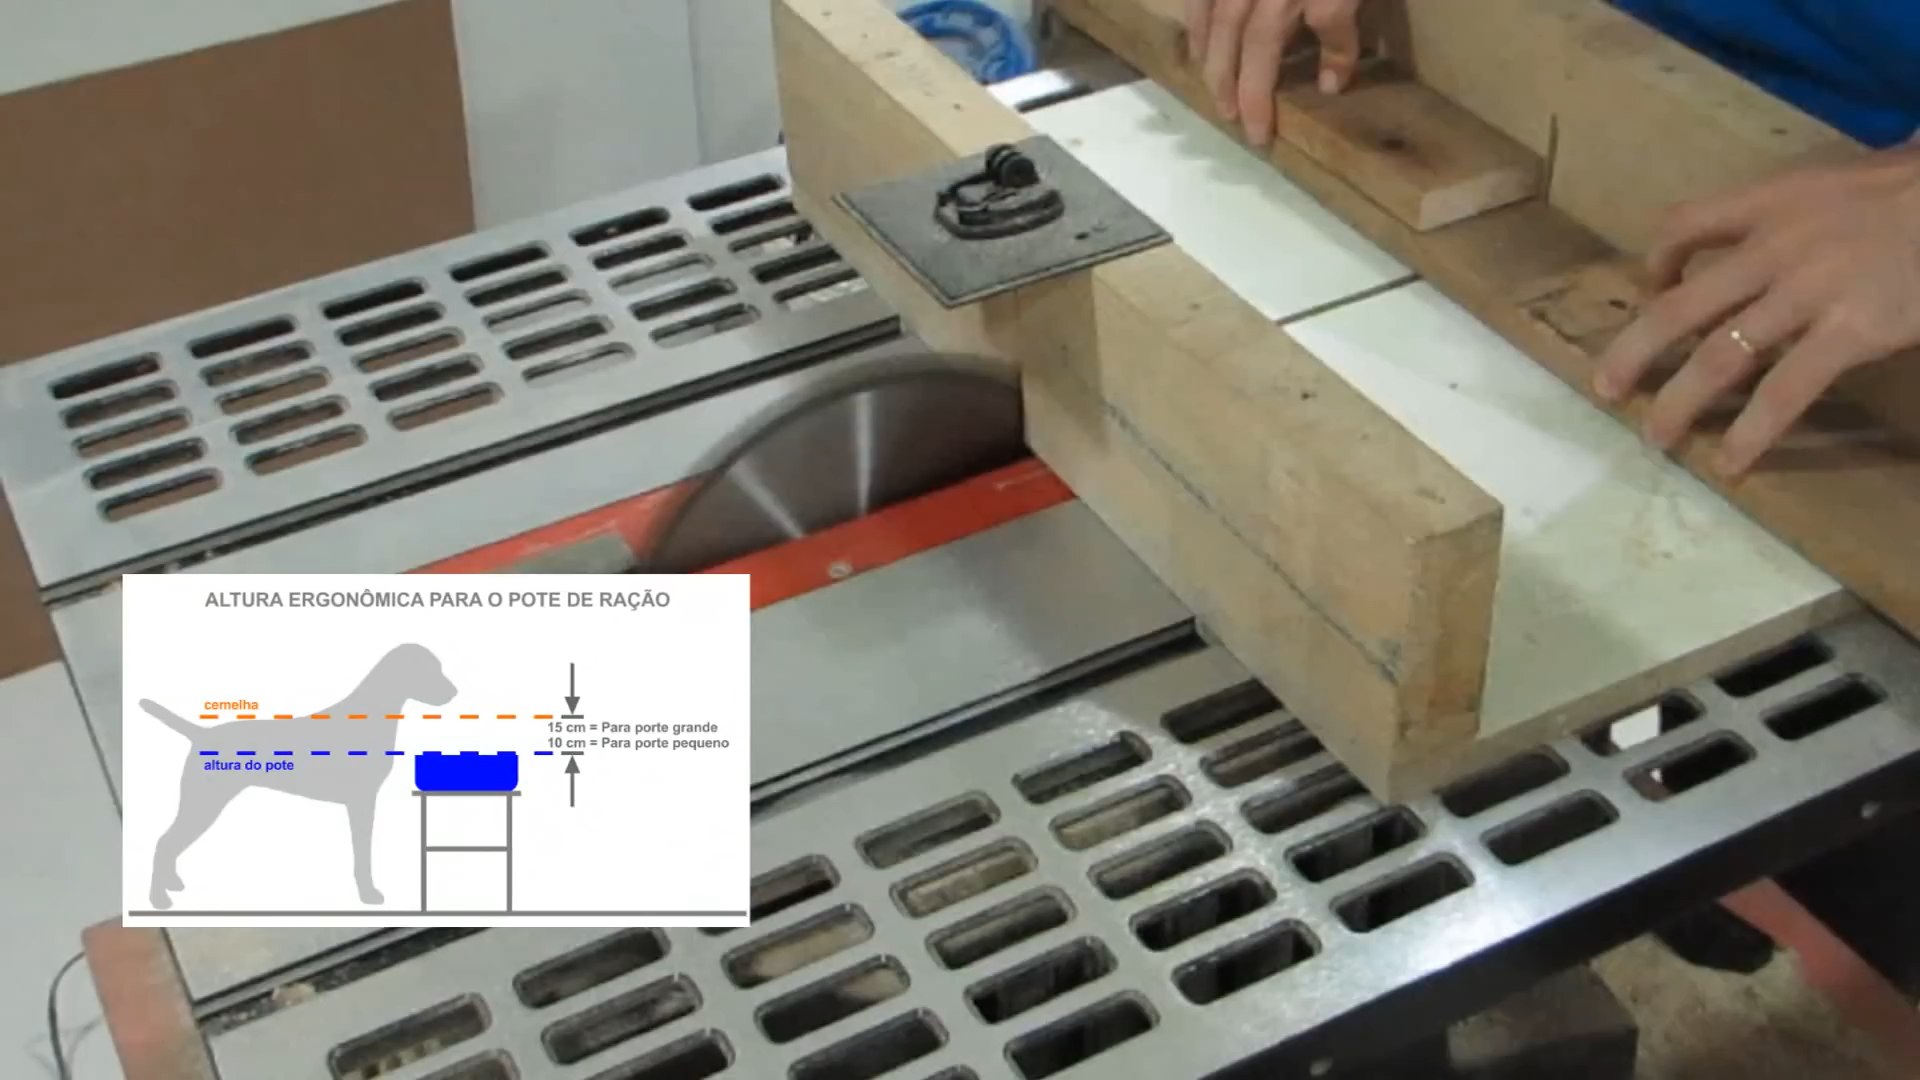 ALTURA ERGONÔMICA PARA O POTE DE RAÇÃO
cernelha
15 cm = Para porte grande
10 cm = Para porte pequeno
altura do pote